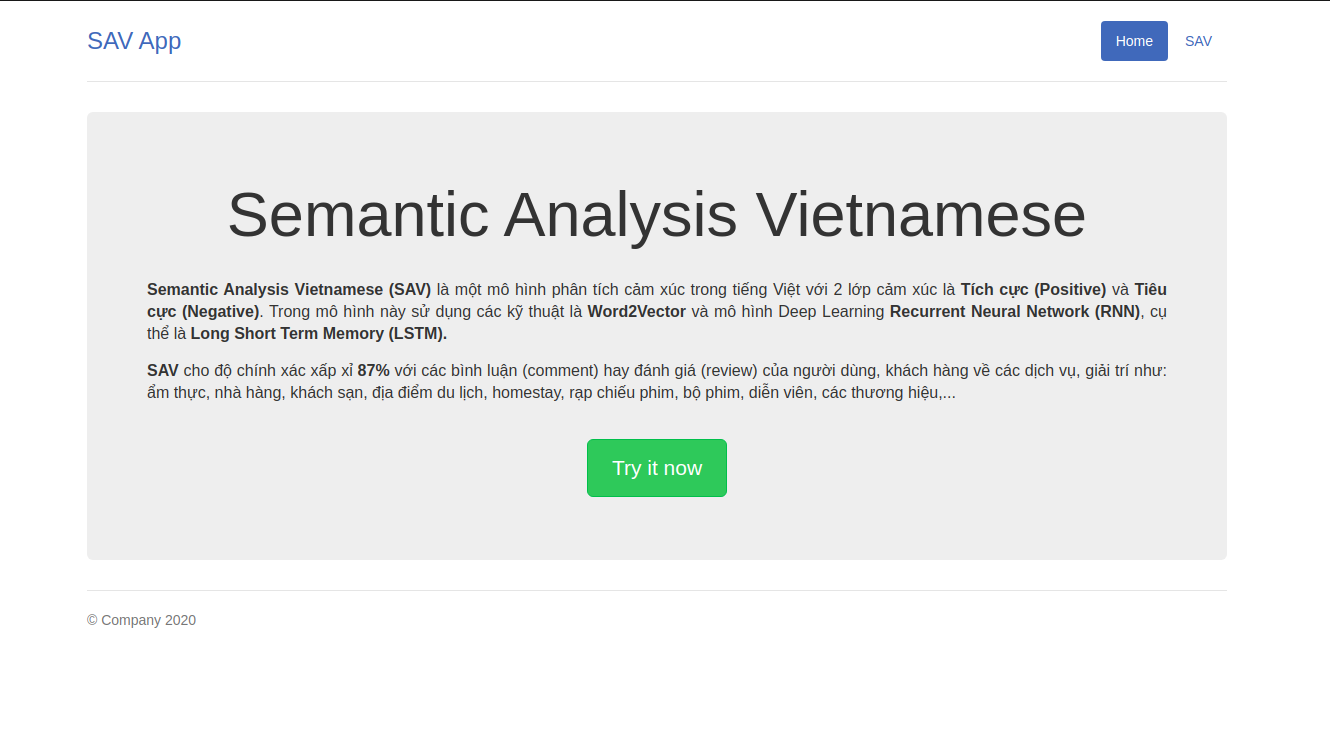 SAV App
Home
SAV
Semantic Analysis Vietnamese
Semantic Analysis Vietnamese (SAV) là một mô hình phân tích cảm xúc trong tiếng Việt với 2 lớp cảm xúc là Tích cực (Positive) và Tiêu
cực (Negative). Trong mô hình này sử dụng các kỹ thuật là Word2Vector và mô hình Deep Learning Recurrent Neural Network (RNN), cụ
thể là Long Short Term Memory (LSTM).
SAV cho độ chính xác xấp xỉ 87% với các bình luận (comment) hay đánh giá (review) của người dùng, khách hàng về các dịch vụ, giải trí như:
ẩm thực, nhà hàng, khách sạn, địa điểm du lịch, homestay, rạp chiếu phim, bộ phim, diễn viên, các thương hiệu,...
Try it now
© Company 2020